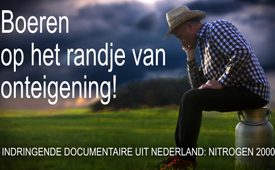 Boeren
op het randje van
onteigening!
INDRINGENDE DOCUMENTAIRE UIT NEDERLAND: NITROGEN 2000